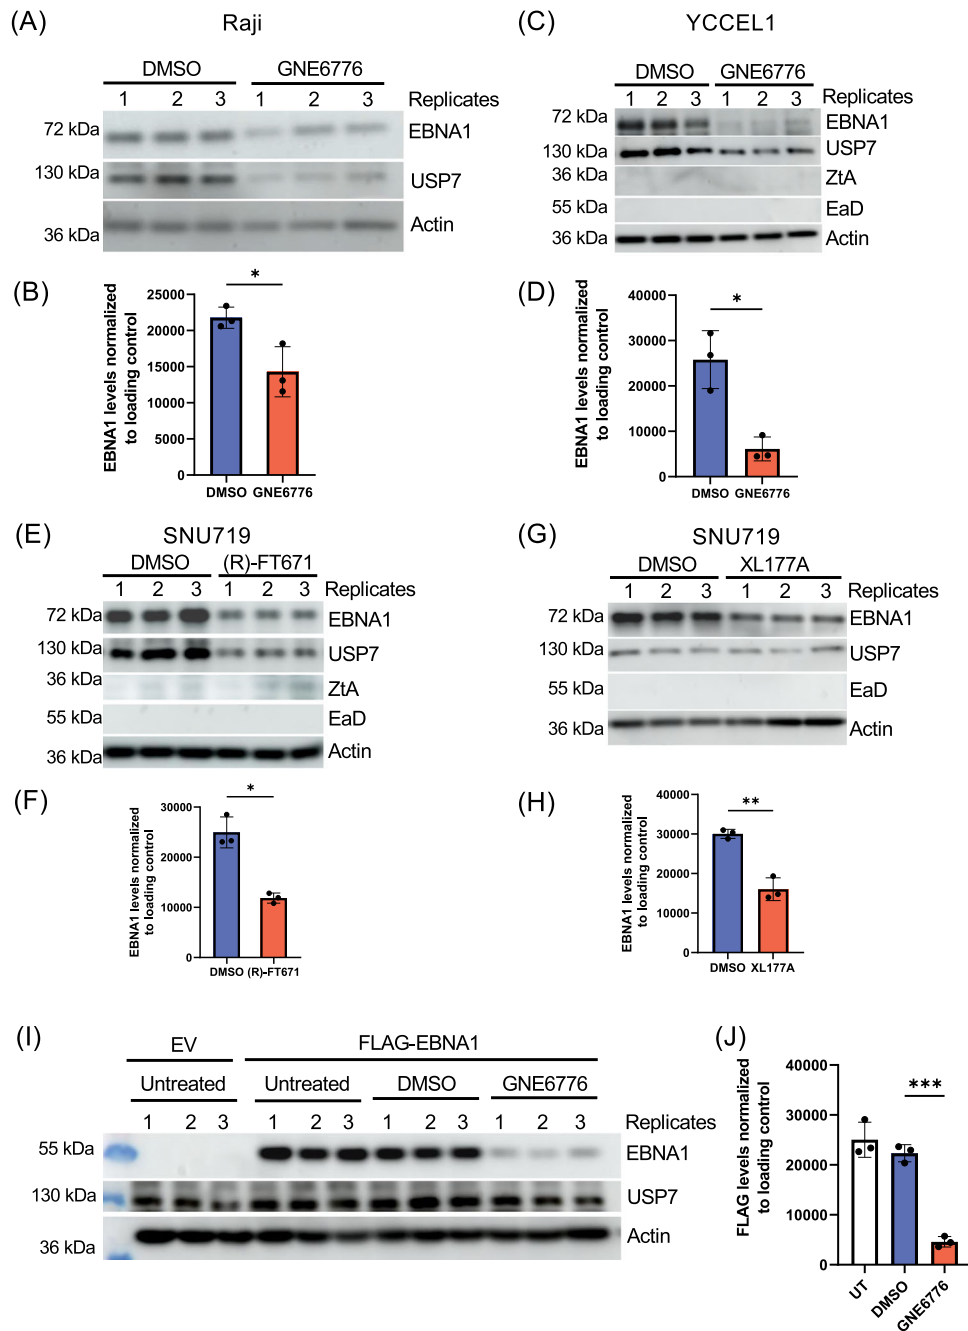 (A) Raji
DMSO GNE6776
1 2 3 1 2 3 Replicates
72 kDa EBNA1
130 kDa USP7
36 kDa Actin
(B)
EBNA1 levels normalized
to loading control
25000
20000
15000
10000
5000
0
*
DMSO GNE6776
(C) YCCEL1
DMSO GNE6776
1 2 3 1 2 3 Replicates
72 kDa EBNA1
130 kDa USP7
36 kDa ZtA
55 kDa EaD
36 kDa Actin
(D)
EBNA1 levels normalized
to loading control
40000
30000
20000
10000
0
*
DMSO GNE6776
(E) SNU719
DMSO (R)-FT671
1 2 3 1 2 3 Replicates
72 kDa EBNA1
130 kDa USP7
36 kDa ZtA
55 kDa EaD
36 kDa Actin
(F)
EBNA1 levels normalized
to loading control
30000
20000
10000
0
*
DMSO (R)-FT671
(G) SNU719
DMSO XL177A
1 2 3 1 2 3 Replicates
72 kDa EBNA1
130 kDa USP7
55 kDa EaD
36 kDa Actin
(H)
EBNA1 levels normalized
to loading control
40000
30000
20000
10000
0
**
DMSO XL177A
(I) EV FLAG-EBNA1
Untreated Untreated DMSO GNE6776
1 2 3 1 2 3 1 2 3 1 2 3 Replicates
55 kDa EBNA1
130 kDa USP7
36 kDa Actin
(J)
FLAG levels normalized
to loading control
40000
30000
20000
10000
0
***
UT DMSO GNE6776